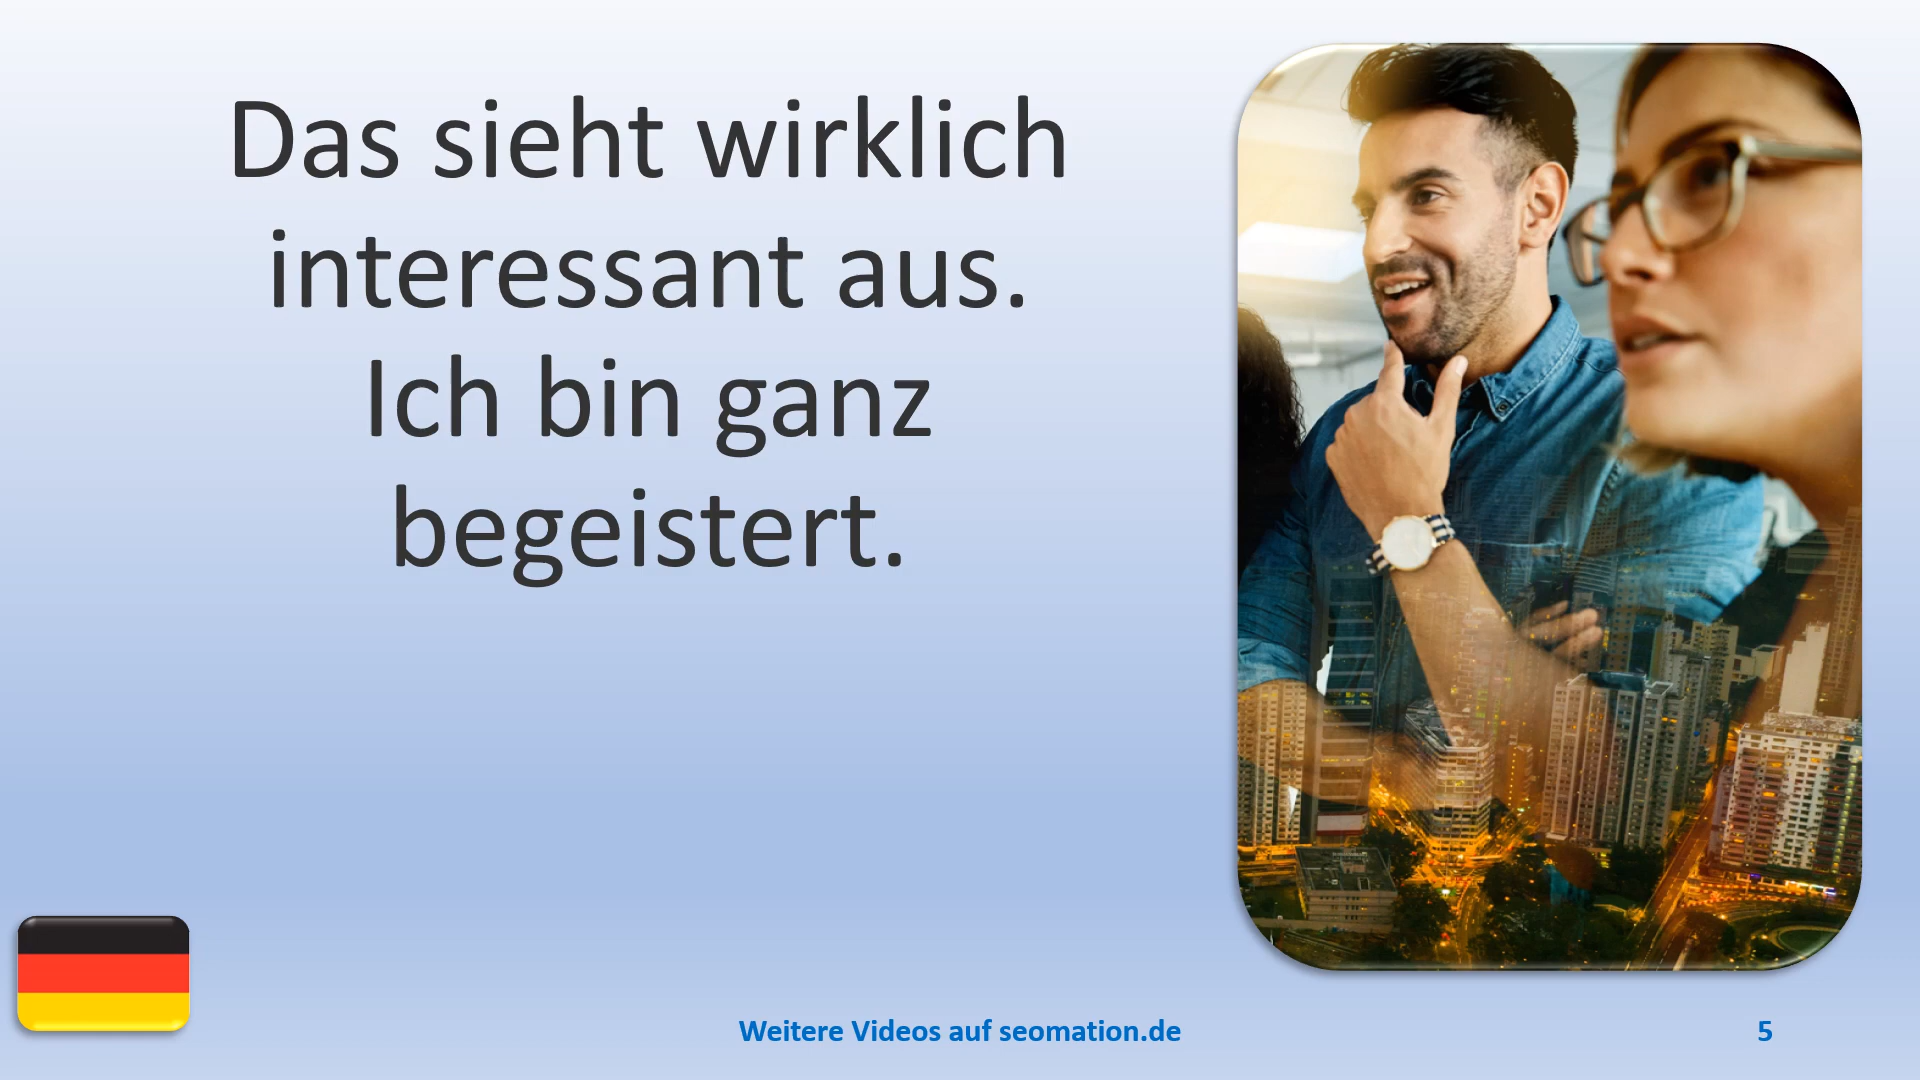 Das sieht wirklich
interessant aus.
Ich bin ganz
begeistert.
Weitere Videos auf seomation.de
5